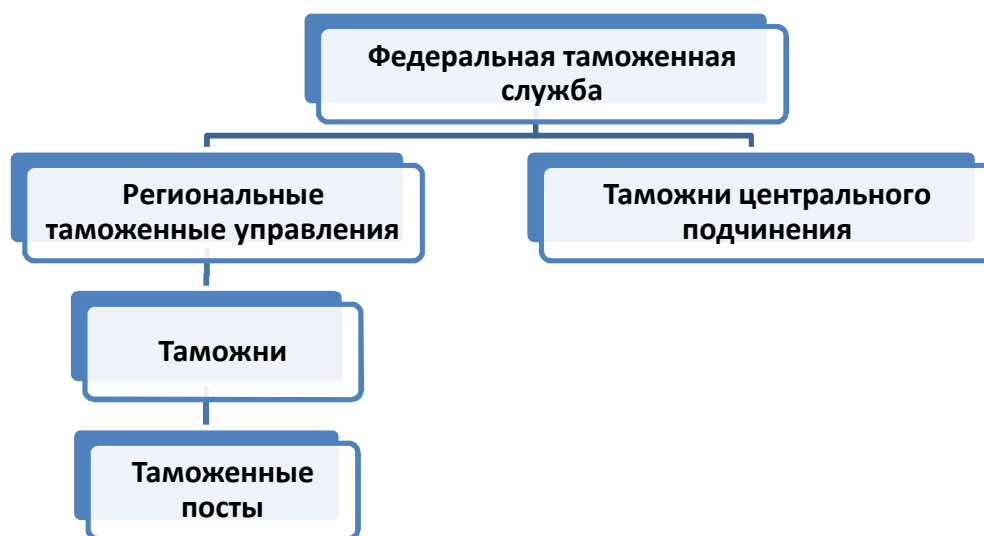 Федеральная таможенная
служба
Региональные
таможенные управления
Таможни центрального
подчинения
Таможни
Таможенные
посты